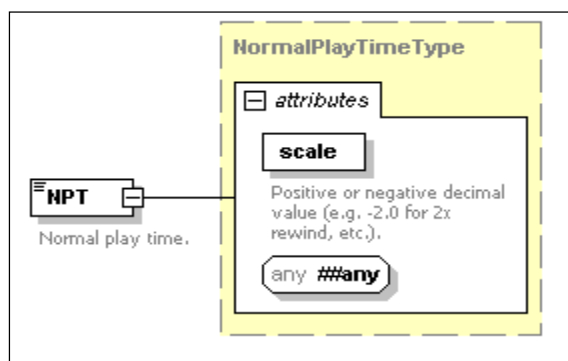 NormalPlayTimeType
attributes
scale
Positive or negative decimal
value (e.g. -2.0 for 2x
rewind, etc.).
NPT
Normal play time.
any ##any